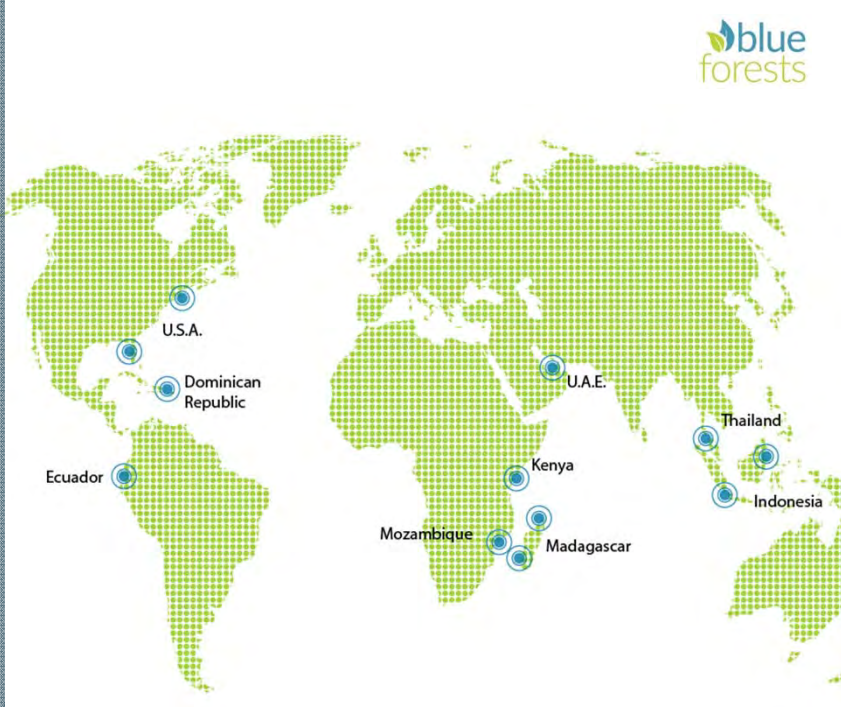 blue
forests
U.S.A.
Dominican
Republic
U.A.E.
Thailand
Ecuador
Kenya
Indonesia
Mozambique
Madagascar